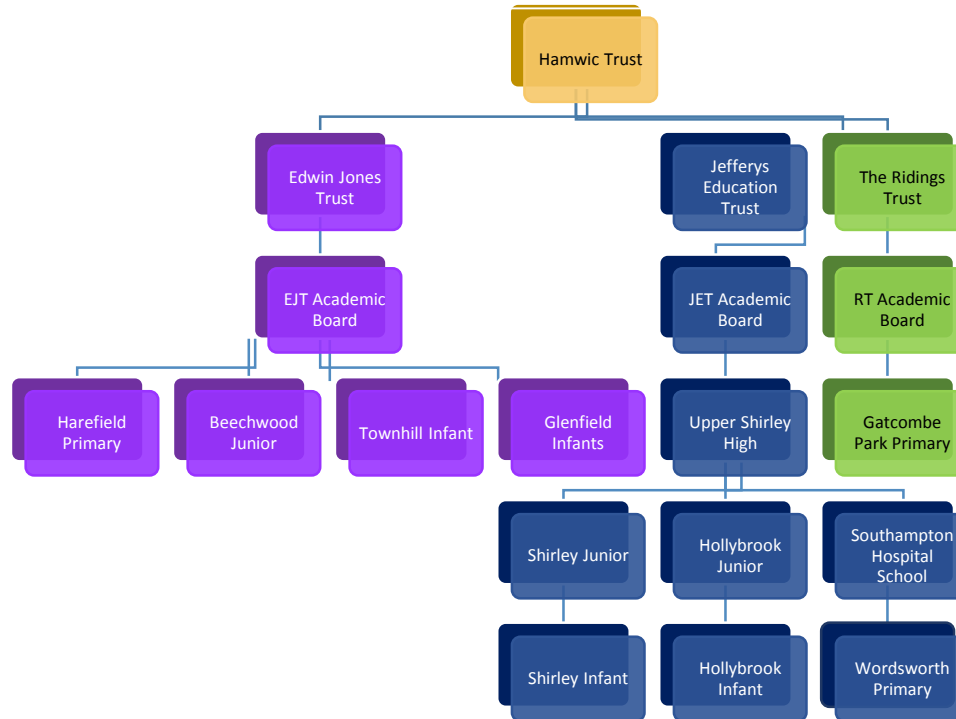 Hamwic Trust
Edwin Jones
Trust
Jefferys
Education
Trust
The Ridings
Trust
EJT Academic
Board
JET Academic
Board
RT Academic
Board
Harefield
Primary
Beechwood
Junior
Townhill Infant
Glenfield
Infants
Upper Shirley
High
Gatcombe
Park Primary
Shirley Junior
Hollybrook
Junior
Southampton
Hospital
School
Shirley Infant
Hollybrook
Infant
Wordsworth
Primary